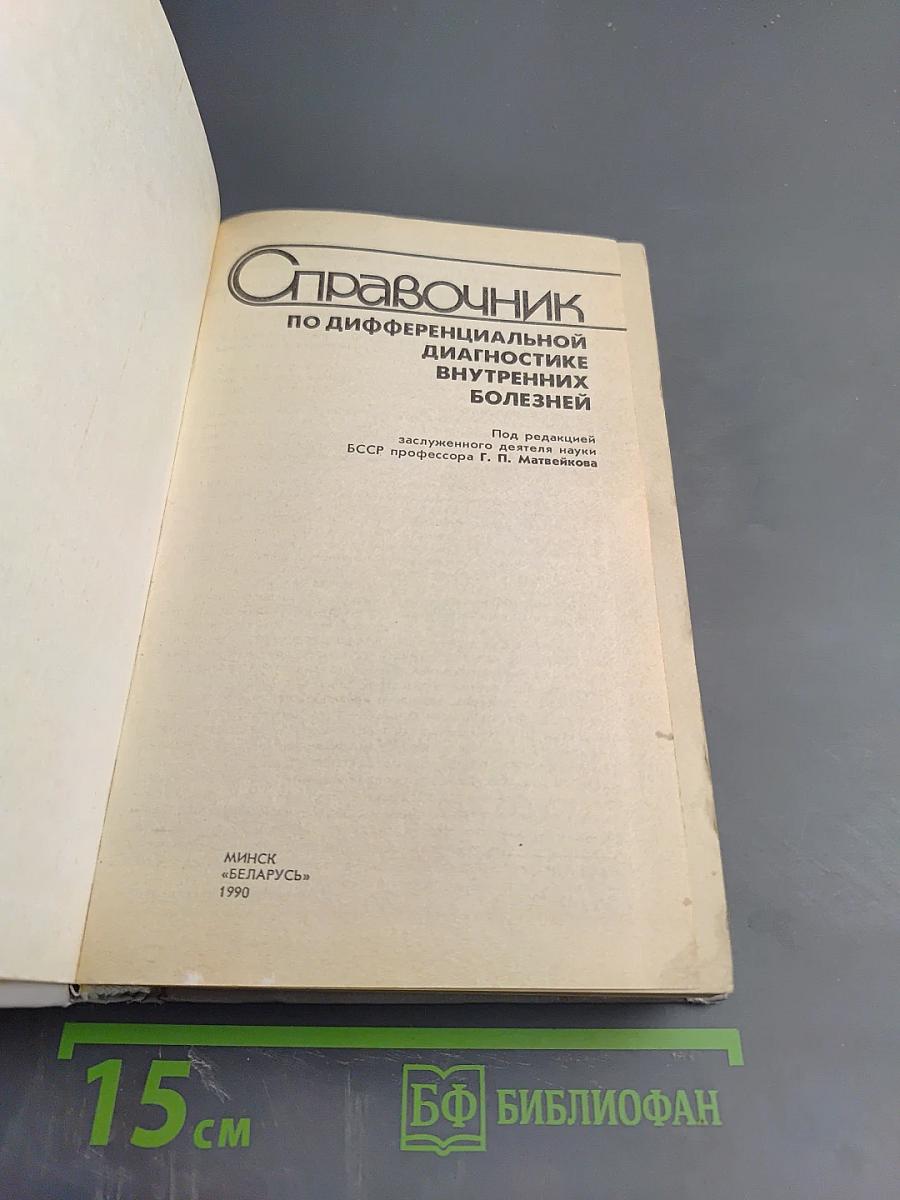 Справочник
ПО ДИФФЕРЕНЦИАЛЬНОЙ
ДИАГНОСТИКЕ
ВНУТРЕННИХ
БОЛЕЗНЕЙ
Под редакцией
заслуженного деятеля науки
БССР профессора Г. П. Матвейкова
МИНСК
«БЕЛАРУСЬ»
1990
15 см
БФ БИБЛИОФАН